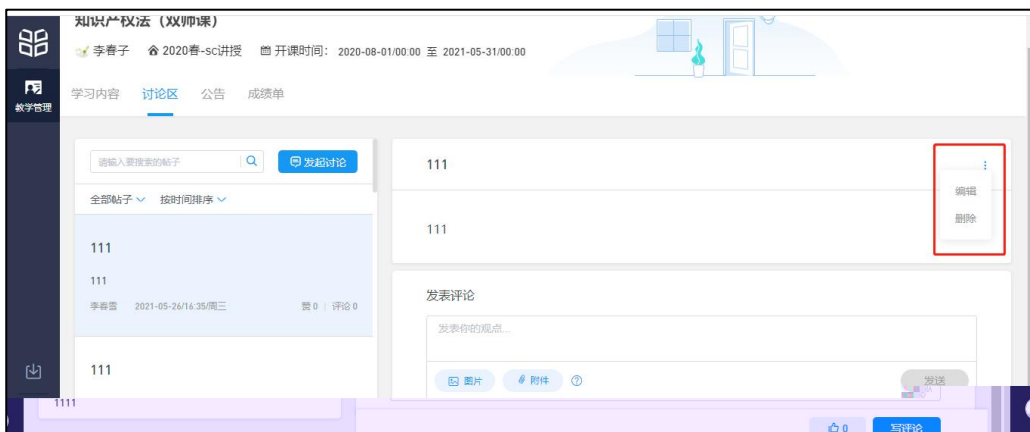 知识产权法（双师课）
李春子 2020春-sc讲授 开课时间： 2020-08-01/00:00 至 2021-05-31/00:00
教学管理
学习内容 讨论区 公告 成绩单
请输入要搜索的帖子 发起讨论
全部帖子 按时间排序
111
111
李春雪 2021-05-26/16:35/周三 赞 0 评论 0
111
111
编辑
删除
111
发表评论
发表你的观点...
图片 附件 发送
1111
0 写评论